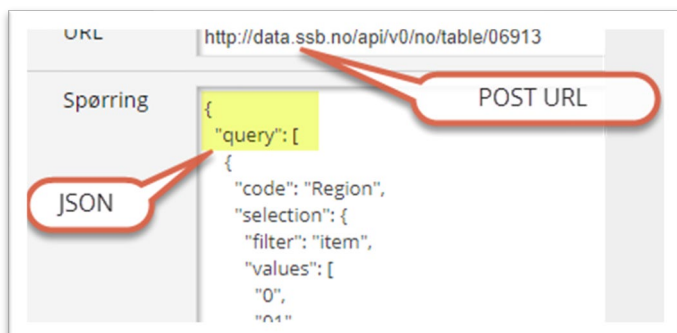 URL http://data.ssb.no/api/v0/no/table/06913
POST URL
Spørring
{
"query": [
{
"code": "Region",
"selection": {
"filter": "item",
"values": [
"0",
"01"
JSON